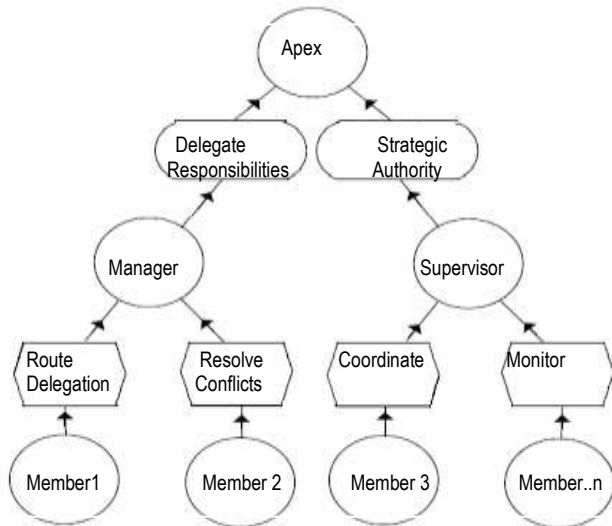 Apex
Delegate
Responsibilities
Strategic
Authority
Manager
Supervisor
Route
Delegation
Resolve
Conflicts
Coordinate
Monitor
Member1
Member 2
Member 3
Member..n